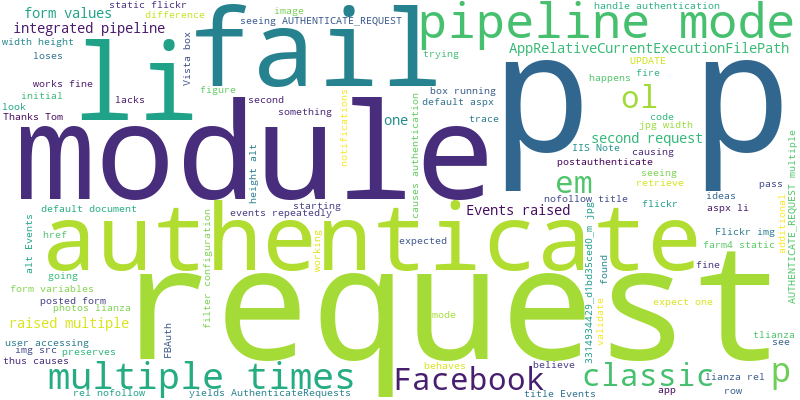 static flickr
form values
difference
image
handle authentication
integrated pipeline
seeing AUTHENTICATE_REQUEST
pipeline mode
width height
fail
li
Vista box
AppRelativeCurrentExecutionFilePath
loses
trying
UPDATE
works fine
figure
box running
happens
fire
initial
lacks
second
default aspx
ol
p p
look
something
notifications
causes authentication
code
Thanks Tom
one
trace
jpg width
module
second request
IIS Note
causing
postauthenticate
height alt
em
seeing
pass
retrieve
nofollow title
ideas
default document
starting
Events raised
flickr
aspx li
events repeatedly
AUTHENTICATE_REQUEST multiple
alt Events
href
filter configuration
authenticate
working
expected
3314934429_d1bd35ced0_m jpg
found
Flickr img
additional
farm4 static
going
request
fine
form variables
mode
posted form
photos lianza
expect one
raised multiple
FBAuth
validate
tlianza
user accessing
behaves
see
img src
preserves
believe
thus causes
multiple times
Facebook
classic
p
lianza rel
rel nofollow
yields AuthenticateRequests
title Events
app
row